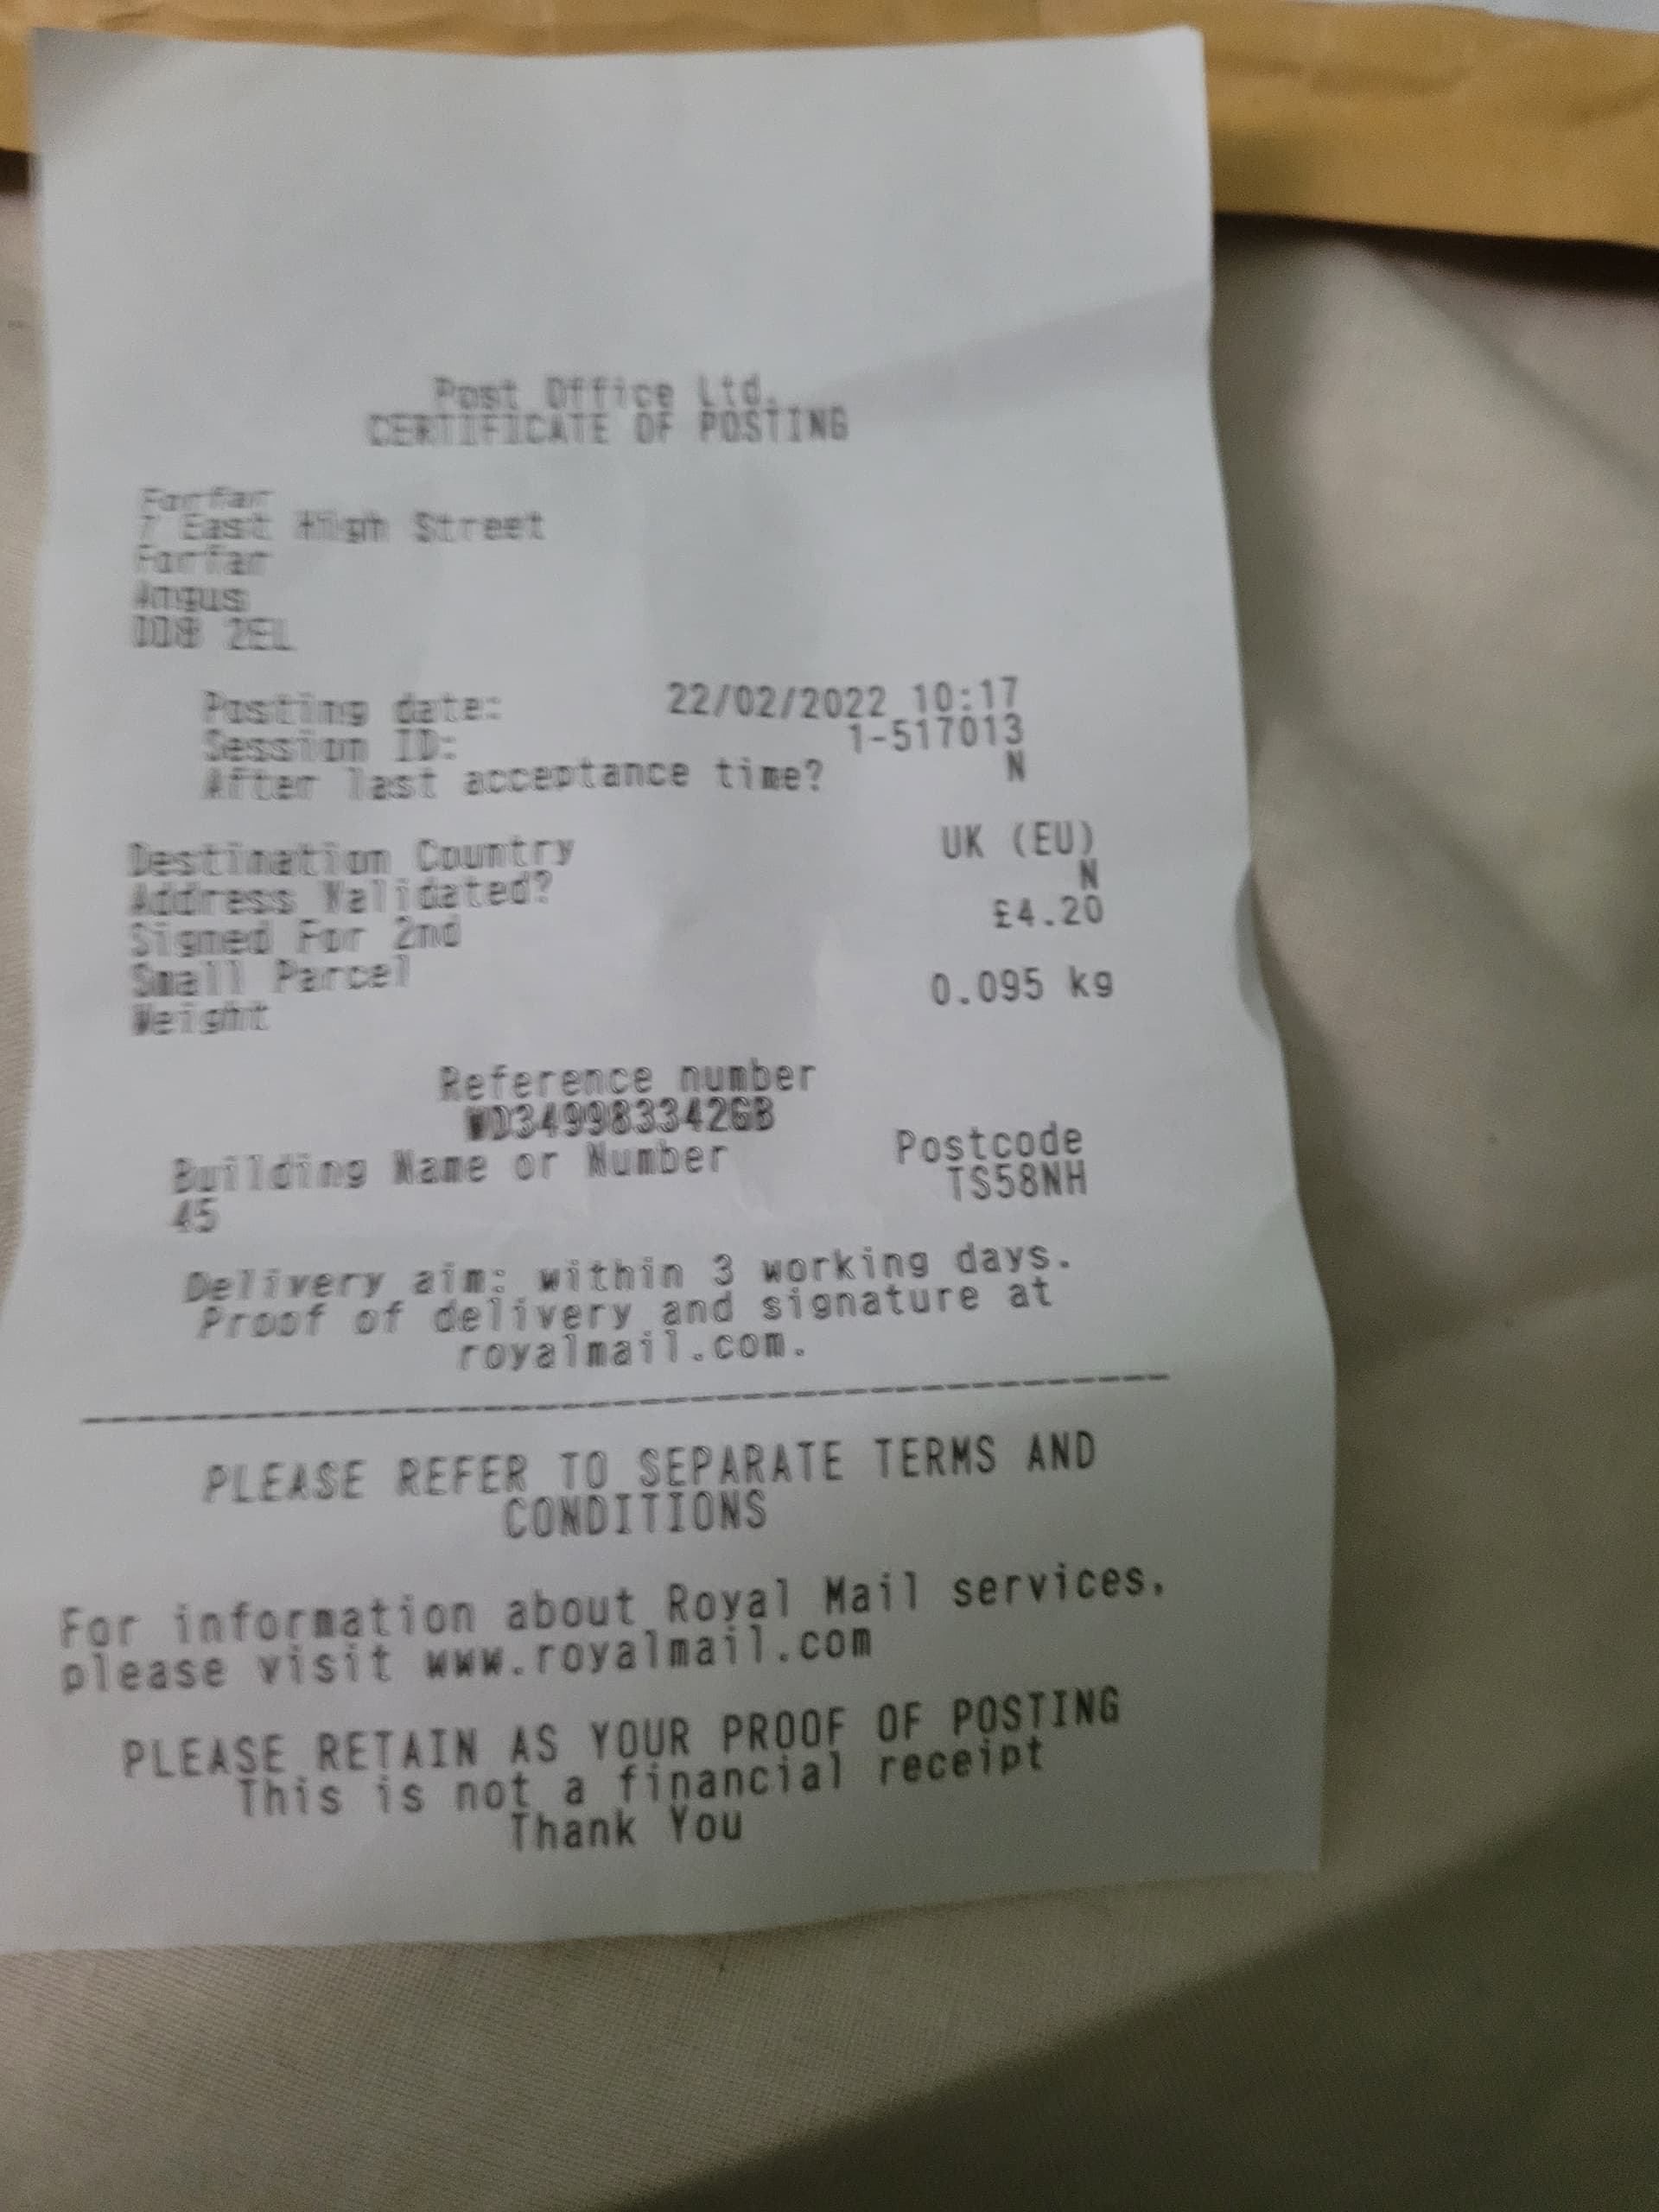 Post Office Ltd.
CERTIFICATE OF POSTING
Forfar
7 East High Street
Forfar
Angus
DD8 2EL
Posting date: 22/02/2022 10:17
Session ID: 1-517013
After last acceptance time? N
Destination Country UK (EU)
Address Validated? N
Signed For 2nd £4.20
Small Parcel
Weight 0.095 kg
Reference number
WD349983342GB
Building Name or Number Postcode
45 TS58NH
Delivery aim: within 3 working days.
Proof of delivery and signature at
royalmail.com.
PLEASE REFER TO SEPARATE TERMS AND
CONDITIONS
For information about Royal Mail services,
please visit www.royalmail.com
PLEASE RETAIN AS YOUR PROOF OF POSTING
This is not a financial receipt
Thank You